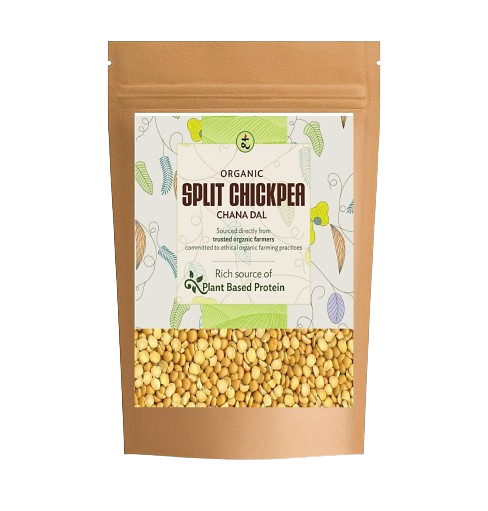 ORGANIC
SPLIT CHICKPEA
CHANA DAL
Sourced directly from
trusted organic farmers
committed to ethical organic farming practices
Rich source of
Plant Based Protein